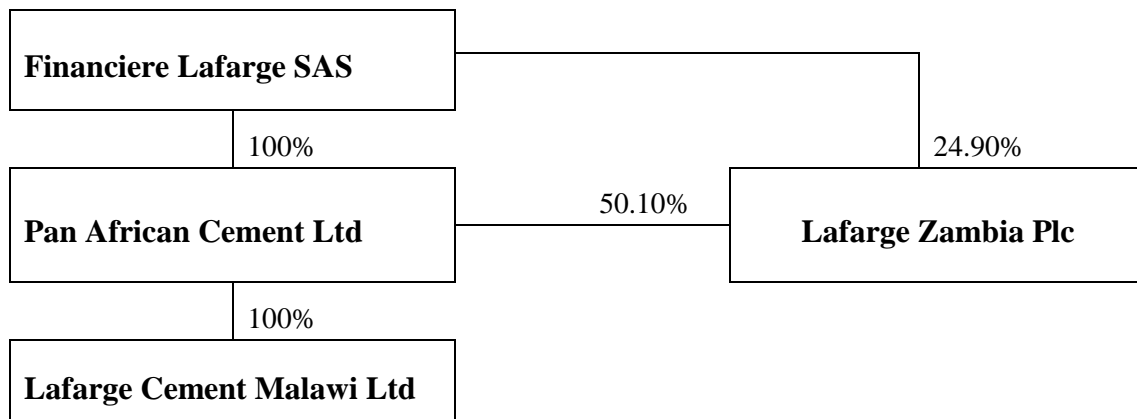 Financiere Lafarge SAS
100%
24.90%
50.10%
Pan African Cement Ltd
Lafarge Zambia Plc
100%
Lafarge Cement Malawi Ltd